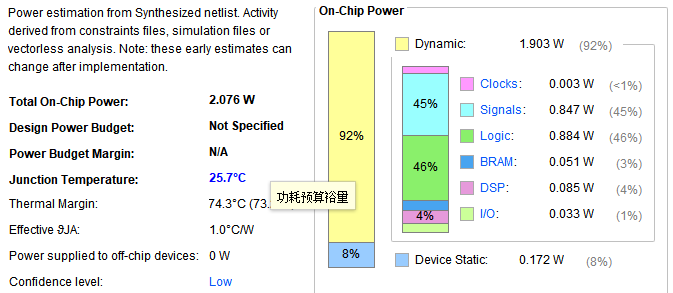 Power estimation from Synthesized netlist. Activity
derived from constraints files, simulation files or
vectorless analysis. Note: these early estimates can
change after implementation.
Total On-Chip Power: 2.076 W
Design Power Budget: Not Specified
Power Budget Margin: N/A
Junction Temperature: 25.7°C
Thermal Margin: 74.3°C (73.
功耗预算裕量
Effective ϑJA: 1.0°C/W
Power supplied to off-chip devices: 0 W
Confidence level: Low
On-Chip Power
92%
8%
Dynamic: 1.903 W (92%)
45%
46%
4%
Clocks: 0.003 W (<1%)
Signals: 0.847 W (45%)
Logic: 0.884 W (46%)
BRAM: 0.051 W (3%)
DSP: 0.085 W (4%)
I/O: 0.033 W (1%)
Device Static: 0.172 W (8%)